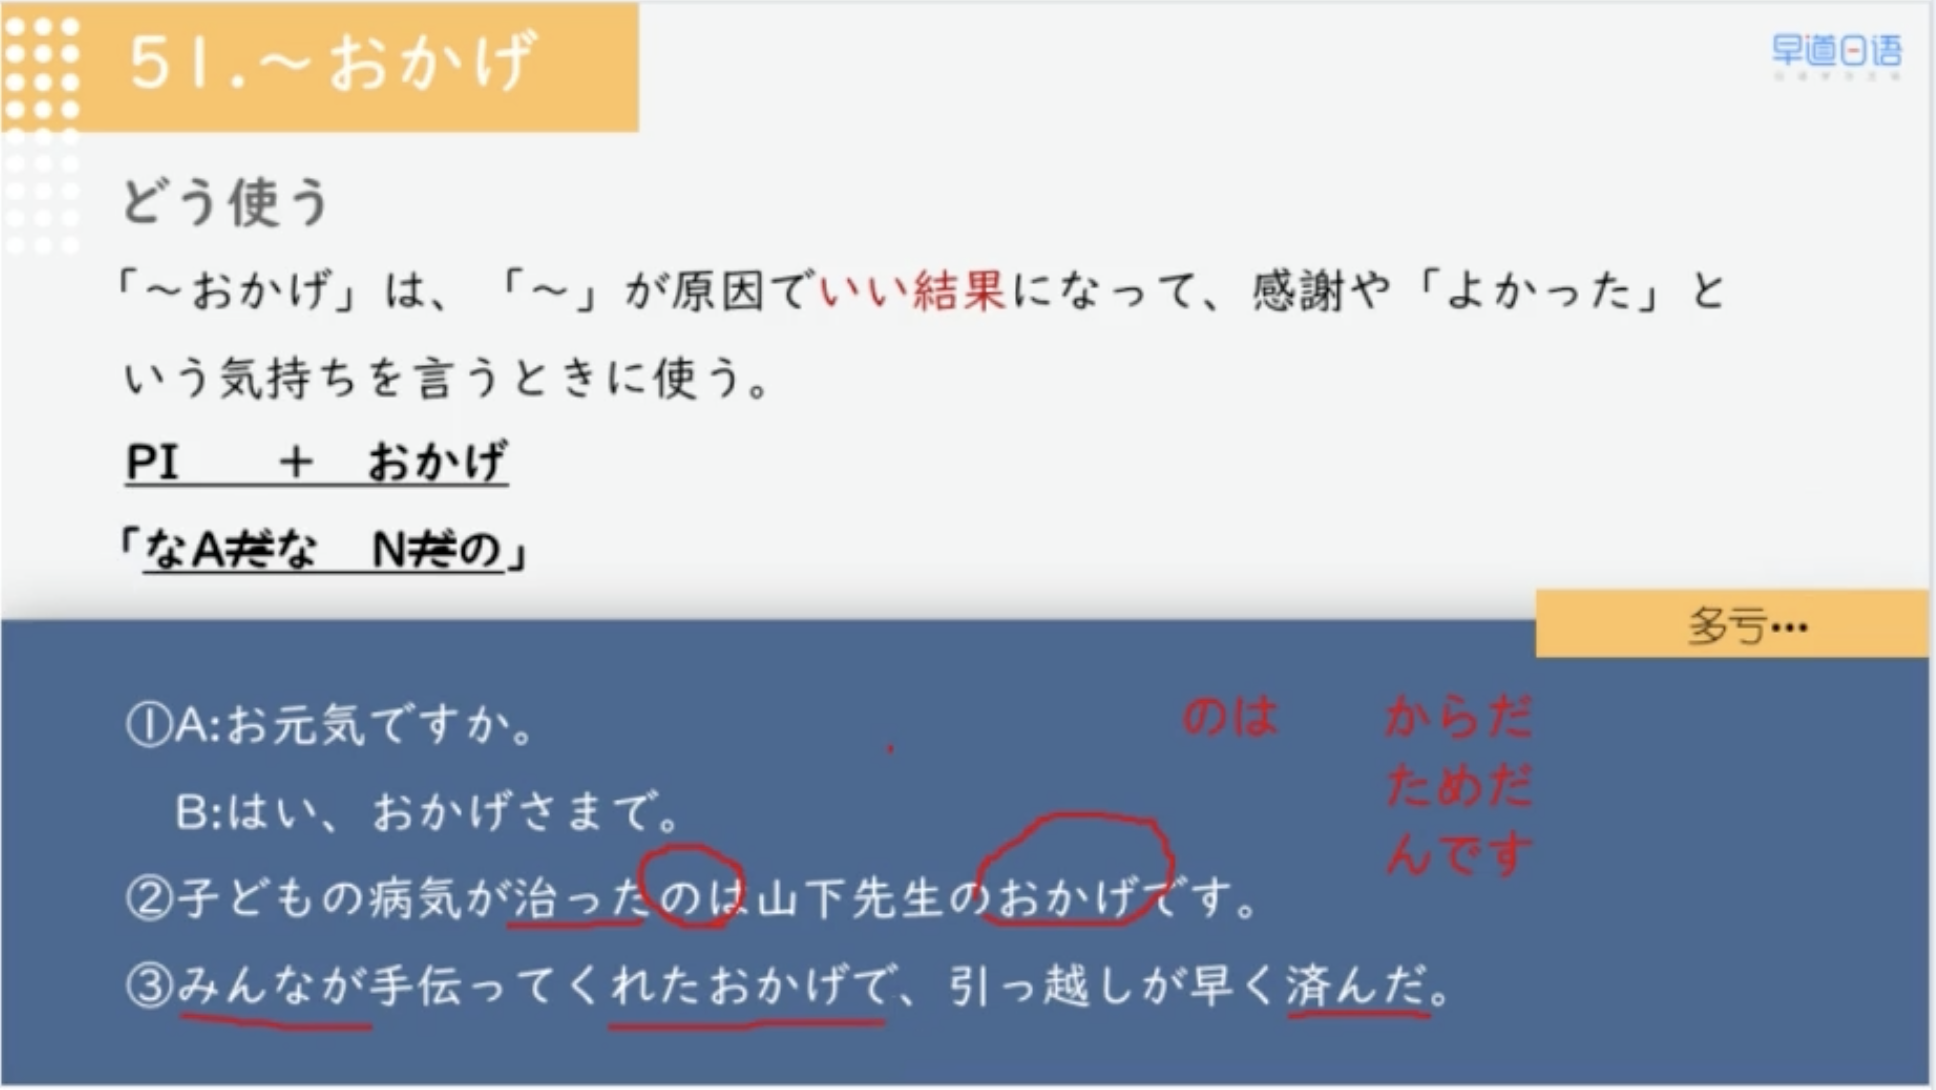 51.~おかげ
早道日语
どう使う
「~おかげ」は、「~」が原因でいい結果になって、感謝や「よかった」と
いう気持ちを言うときに使う。
PI + おかげ
「なAだな Nだの」
多亏…
①A:お元気ですか。
のは からだ
ためだ
B:はい、おかげさまで。
んです
②子どもの病気が治ったのは山下先生のおかげです。
③みんなが手伝ってくれたおかげで、引っ越しが早く済んだ。